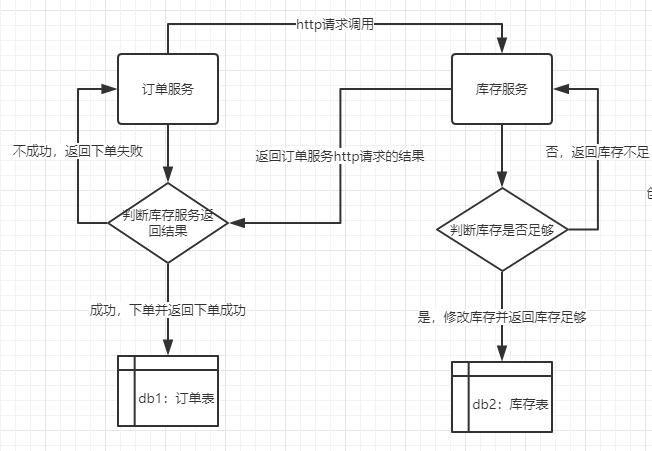 http请求调用
订单服务
库存服务
不成功，返回下单失败
返回订单服务http请求的结果
否，返回库存不足
判断库存服务返
回结果
判断库存是否足够
成功，下单并返回下单成功
是，修改库存并返回库存足够
db1：订单表
db2：库存表